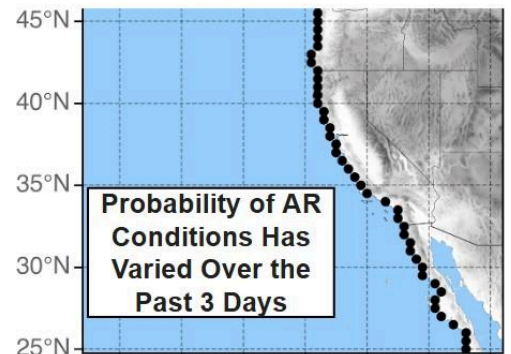 45°N
40°N
35°N
Probability of AR
Conditions Has
Varied Over the
Past 3 Days
30°N
25°N